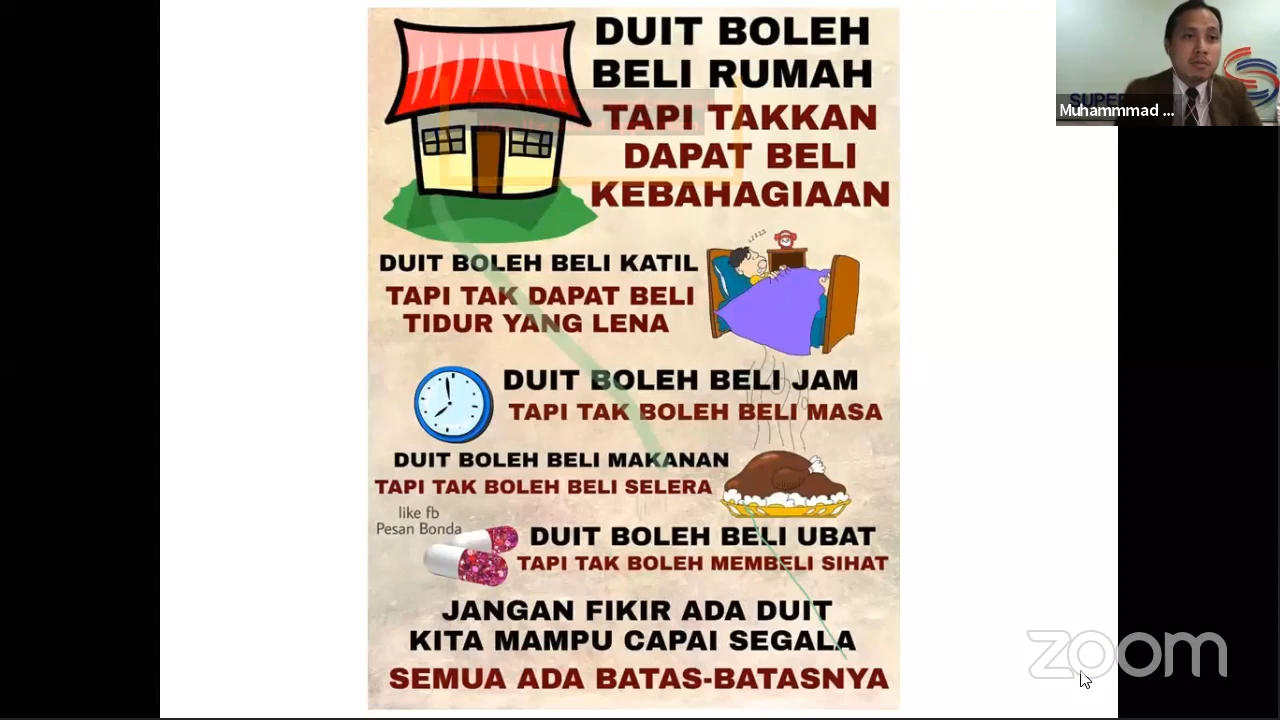 DUIT BOLEH
BELI RUMAH
TAPI TAKKAN
DAPAT BELI
KEBAHAGIAAN
DUIT BOLEH BELI KATIL
TAPI TAK DAPAT BELI
TIDUR YANG LENA
DUIT BOLEH BELI JAM
TAPI TAK BOLEH BELI MASA
DUIT BOLEH BELI MAKANAN
TAPI TAK BOLEH BELI SELERA
like fb
Pesan Bonda
DUIT BOLEH BELI UBAT
TAPI TAK BOLEH MEMBELI SIHAT
JANGAN FIKIR ADA DUIT
KITA MAMPU CAPAI SEGALA
SEMUA ADA BATAS-BATASNYA
Muhammmad ...
zoom